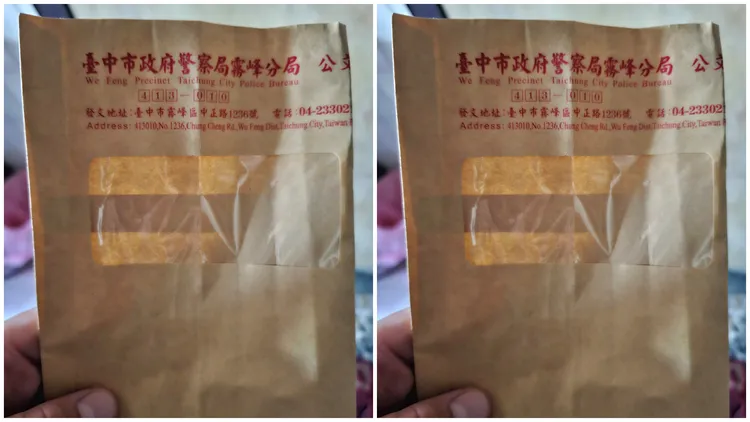 臺中市政府警察局霧峰分局 公文
We Fong Precinct Taichung City Police Bureau
413-010
發文地址:臺中市霧峰區中正路1236號 電話:04-23302
Address: 413010,No.1236,Chung Cheng Rd.,Wu Fong Dist.,Taichung City,Taiwan
臺中市政府警察局霧峰分局 公文
We Fong Precinct Taichung City Police Bureau
413-010
發文地址:臺中市霧峰區中正路1236號 電話:04-23302
Address: 413010,No.1236,Chung Cheng Rd.,Wu Fong Dist.,Taichung City,Taiwan